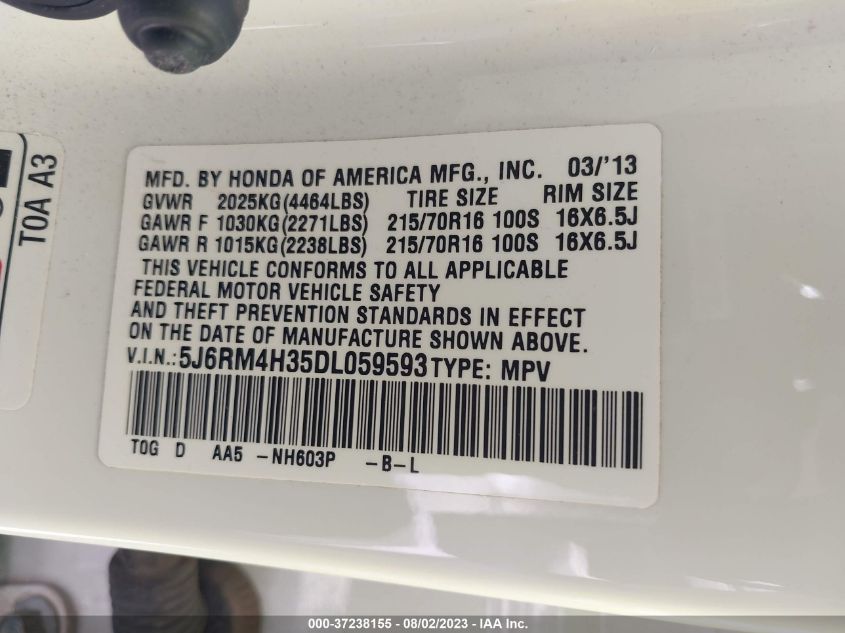 MFD. BY HONDA OF AMERICA MFG., INC. 03/'13
GVWR 2025KG(4464LBS) TIRE SIZE RIM SIZE
GAWR F 1030KG(2271LBS) 215/70R16 100S 16X6.5J
GAWR R 1015KG(2238LBS) 215/70R16 100S 16X6.5J
THIS VEHICLE CONFORMS TO ALL APPLICABLE
FEDERAL MOTOR VEHICLE SAFETY
AND THEFT PREVENTION STANDARDS IN EFFECT
ON THE DATE OF MANUFACTURE SHOWN ABOVE.
V.I.N.:5J6RM4H35DL059593 TYPE: MPV
TOG D AA5 -NH603P -B-L
TOA A3
000-37238155 - 08/02/2023 - IAA Inc.